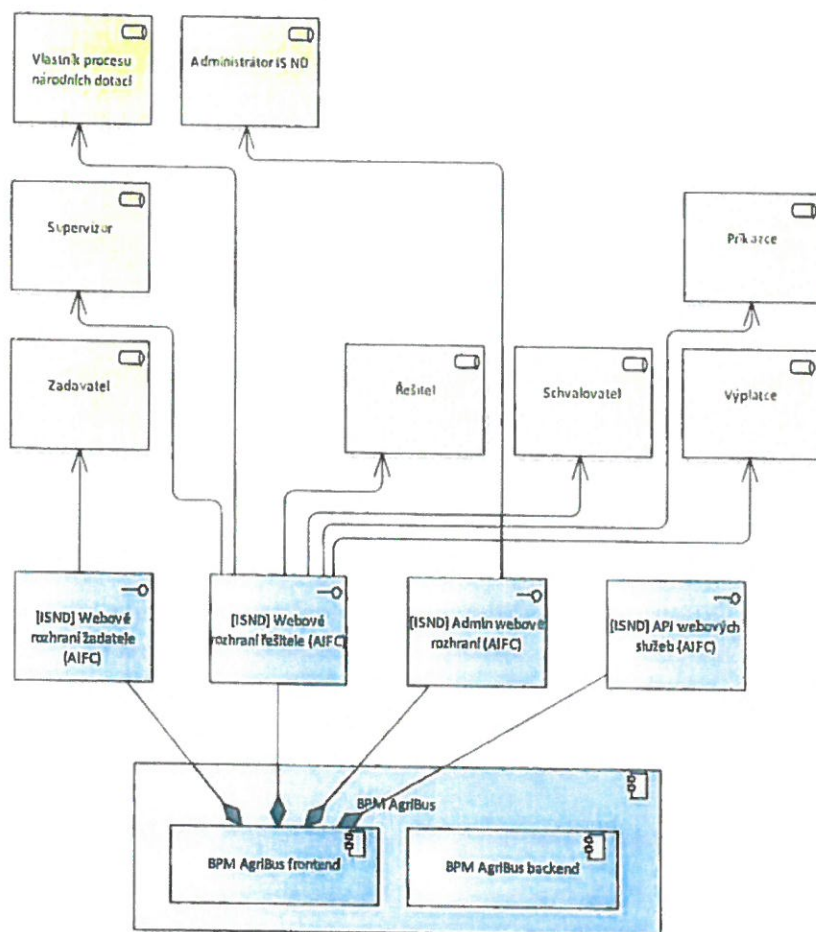 Vlastník procesu
národních dotací
Administrátor IS ND
Supervizor
Příkazce
Zadavatel
Řešitel
Schvalovatel
Výplatce
[ISND] Webové
rozhraní žadatele
(AIFC)
[ISND] Webové
rozhraní řešitele (AIFC)
[ISND] Admin webové
rozhraní (AIFC)
[ISND] API webových
služeb (AIFC)
BPM AgriBus
BPM AgriBus frontend
BPM AgriBus backend